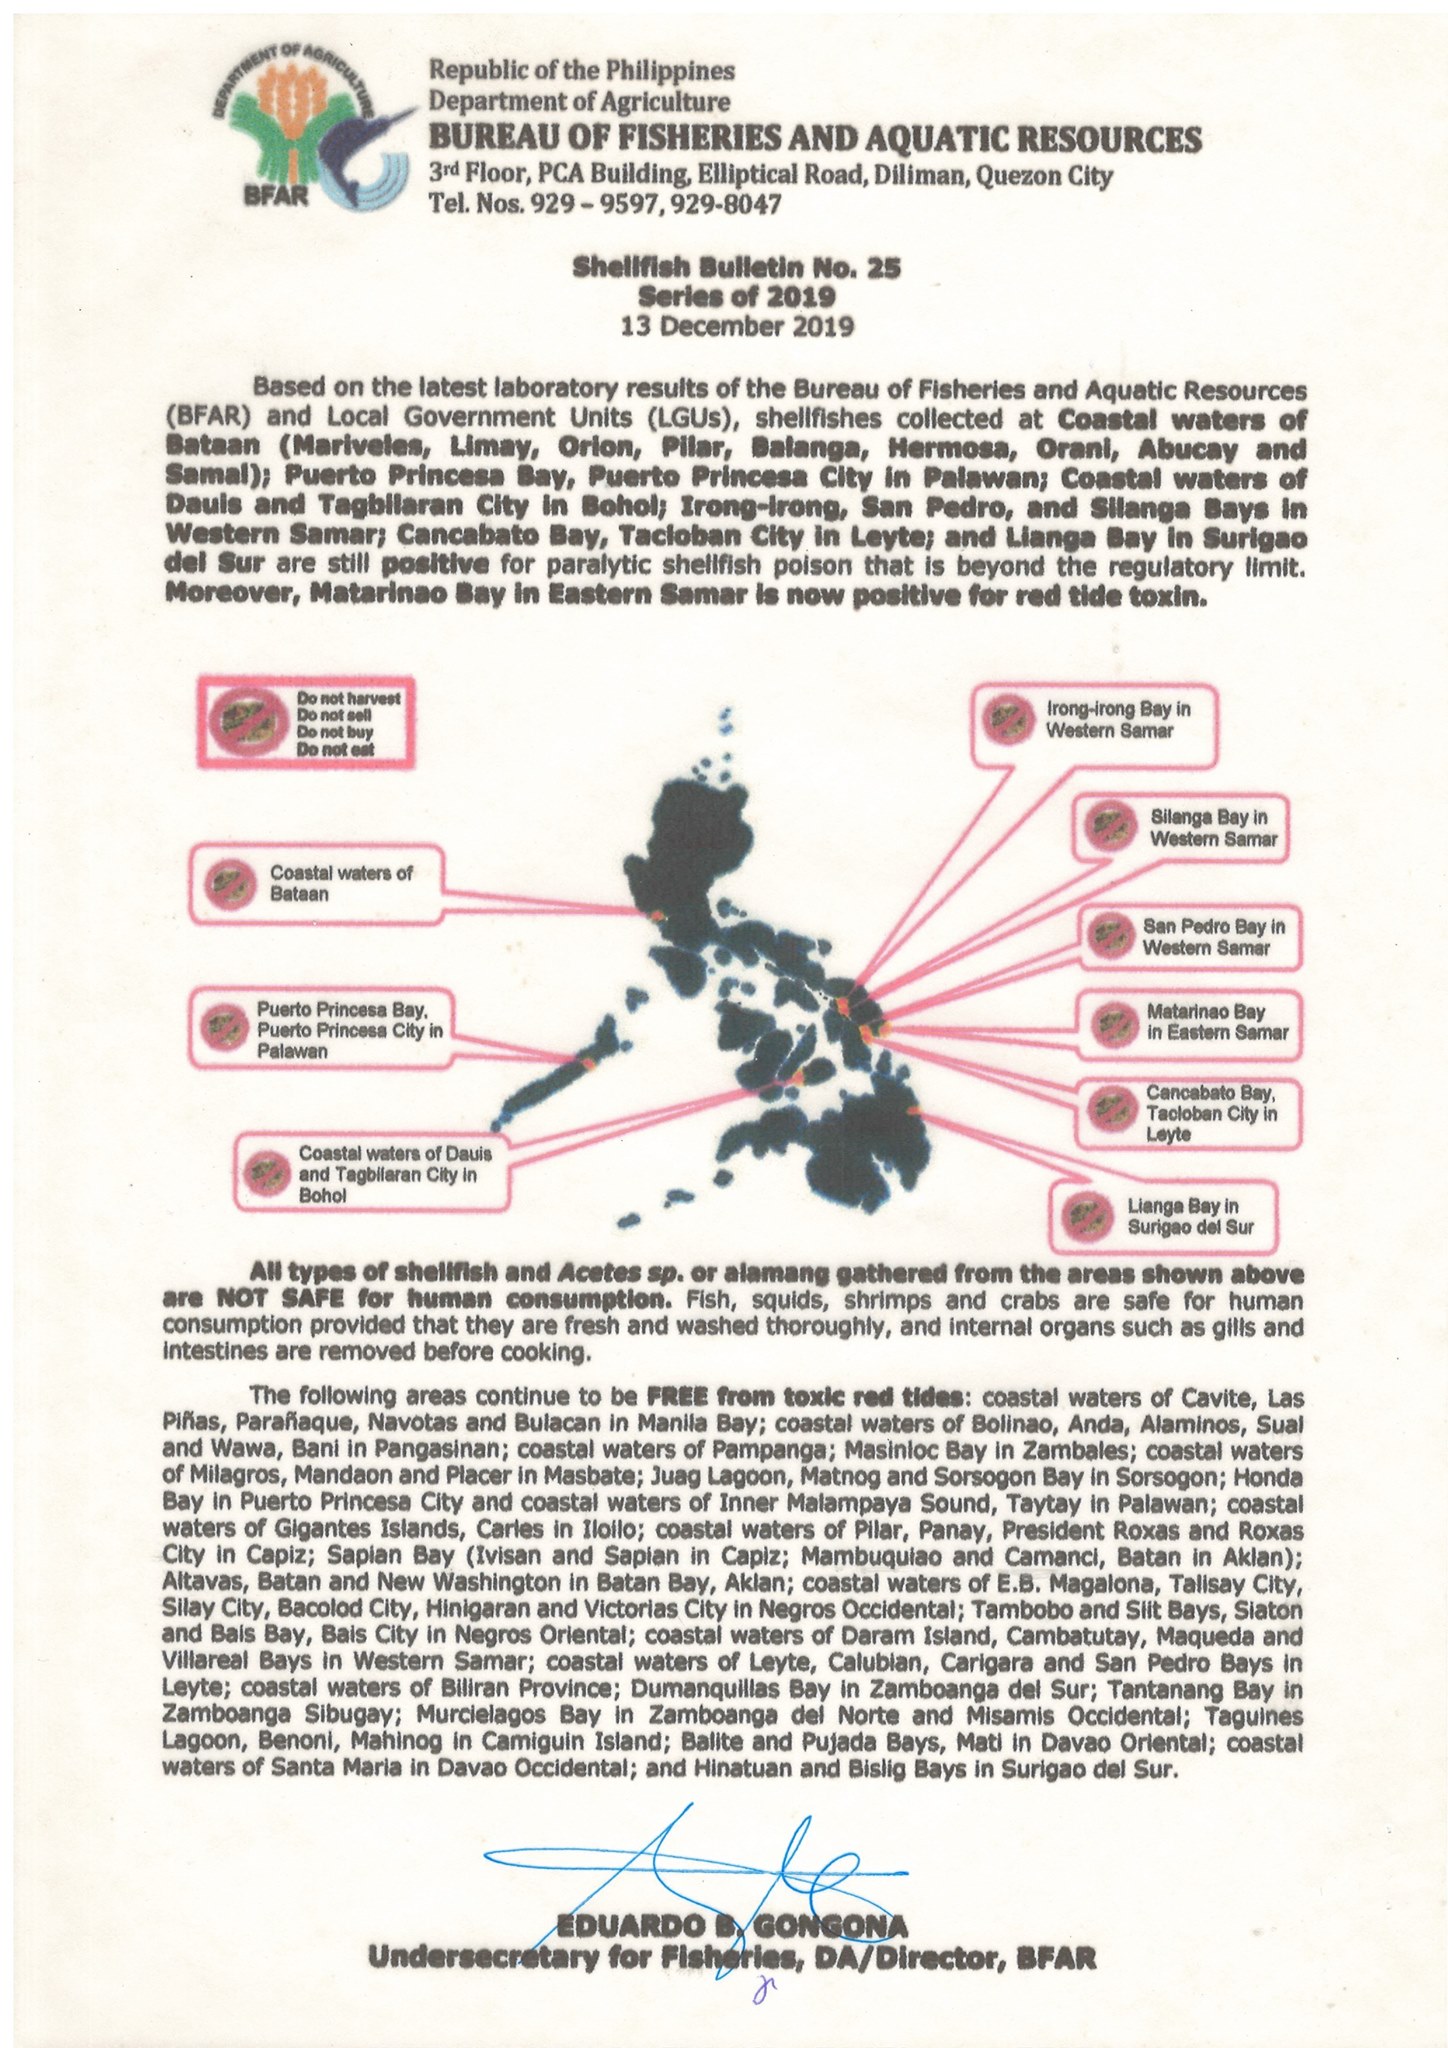 DEPARTMENT OF AGRICULTURE
BFAR
Republic of the Philippines
Department of Agriculture
BUREAU OF FISHERIES AND AQUATIC RESOURCES
3rd Floor, PCA Building, Elliptical Road, Diliman, Quezon City
Tel. Nos. 929 – 9597, 929-8047
Shellfish Bulletin No. 25
Series of 2019
13 December 2019
Based on the latest laboratory results of the Bureau of Fisheries and Aquatic Resources
(BFAR) and Local Government Units (LGUs), shellfishes collected at Coastal waters of
Bataan (Mariveles, Limay, Orion, Pilar, Balanga, Hermosa, Orani, Abucay and
Samal); Puerto Princesa Bay, Puerto Princesa City in Palawan; Coastal waters of
Dauis and Tagbilaran City in Bohol; Irong-irong, San Pedro, and Silanga Bays in
Western Samar; Cancabato Bay, Tacloban City in Leyte; and Lianga Bay in Surigao
del Sur are still positive for paralytic shellfish poison that is beyond the regulatory limit.
Moreover, Matarinao Bay in Eastern Samar is now positive for red tide toxin.
Do not harvest
Do not sell
Do not buy
Do not eat
Coastal waters of
Bataan
Puerto Princesa Bay,
Puerto Princesa City in
Palawan
Coastal waters of Dauis
and Tagbilaran City in
Bohol
Irong-irong Bay in
Western Samar
Silanga Bay in
Western Samar
San Pedro Bay in
Western Samar
Matarinao Bay
in Eastern Samar
Cancabato Bay,
Tacloban City in
Leyte
Lianga Bay in
Surigao del Sur
All types of shellfish and Acetes sp. or alamang gathered from the areas shown above
are NOT SAFE for human consumption. Fish, squids, shrimps and crabs are safe for human
consumption provided that they are fresh and washed thoroughly, and internal organs such as gills and
intestines are removed before cooking.
The following areas continue to be FREE from toxic red tides: coastal waters of Cavite, Las
Piñas, Parañaque, Navotas and Bulacan in Manila Bay; coastal waters of Bolinao, Anda, Alaminos, Sual
and Wawa, Bani in Pangasinan; coastal waters of Pampanga; Masinloc Bay in Zambales; coastal waters
of Milagros, Mandaon and Placer in Masbate; Juag Lagoon, Matnog and Sorsogon Bay in Sorsogon; Honda
Bay in Puerto Princesa City and coastal waters of Inner Malampaya Sound, Taytay in Palawan; coastal
waters of Gigantes Islands, Carles in Iloilo; coastal waters of Pilar, Panay, President Roxas and Roxas
City in Capiz; Sapian Bay (Ivisan and Sapian in Capiz; Mambuquiao and Camanci, Batan in Aklan);
Altavas, Batan and New Washington in Batan Bay, Aklan; coastal waters of E.B. Magalona, Talisay City,
Silay City, Bacolod City, Hinigaran and Victorias City in Negros Occidental; Tambobo and Siit Bays, Siaton
and Bais Bay, Bais City in Negros Oriental; coastal waters of Daram Island, Cambatutay, Maqueda and
Villareal Bays in Western Samar; coastal waters of Leyte, Calubian, Carigara and San Pedro Bays in
Leyte; coastal waters of Biliran Province; Dumanquillas Bay in Zamboanga del Sur; Tantanang Bay in
Zamboanga Sibugay; Murcielagos Bay in Zamboanga del Norte and Misamis Occidental; Taguines
Lagoon, Benoni, Mahinog in Camiguin Island; Balite and Pujada Bays, Mati in Davao Oriental; coastal
waters of Santa Maria in Davao Occidental; and Hinatuan and Bislig Bays in Surigao del Sur.
EDUARDO B. GONGONA
Undersecretary for Fisheries, DA/Director, BFAR